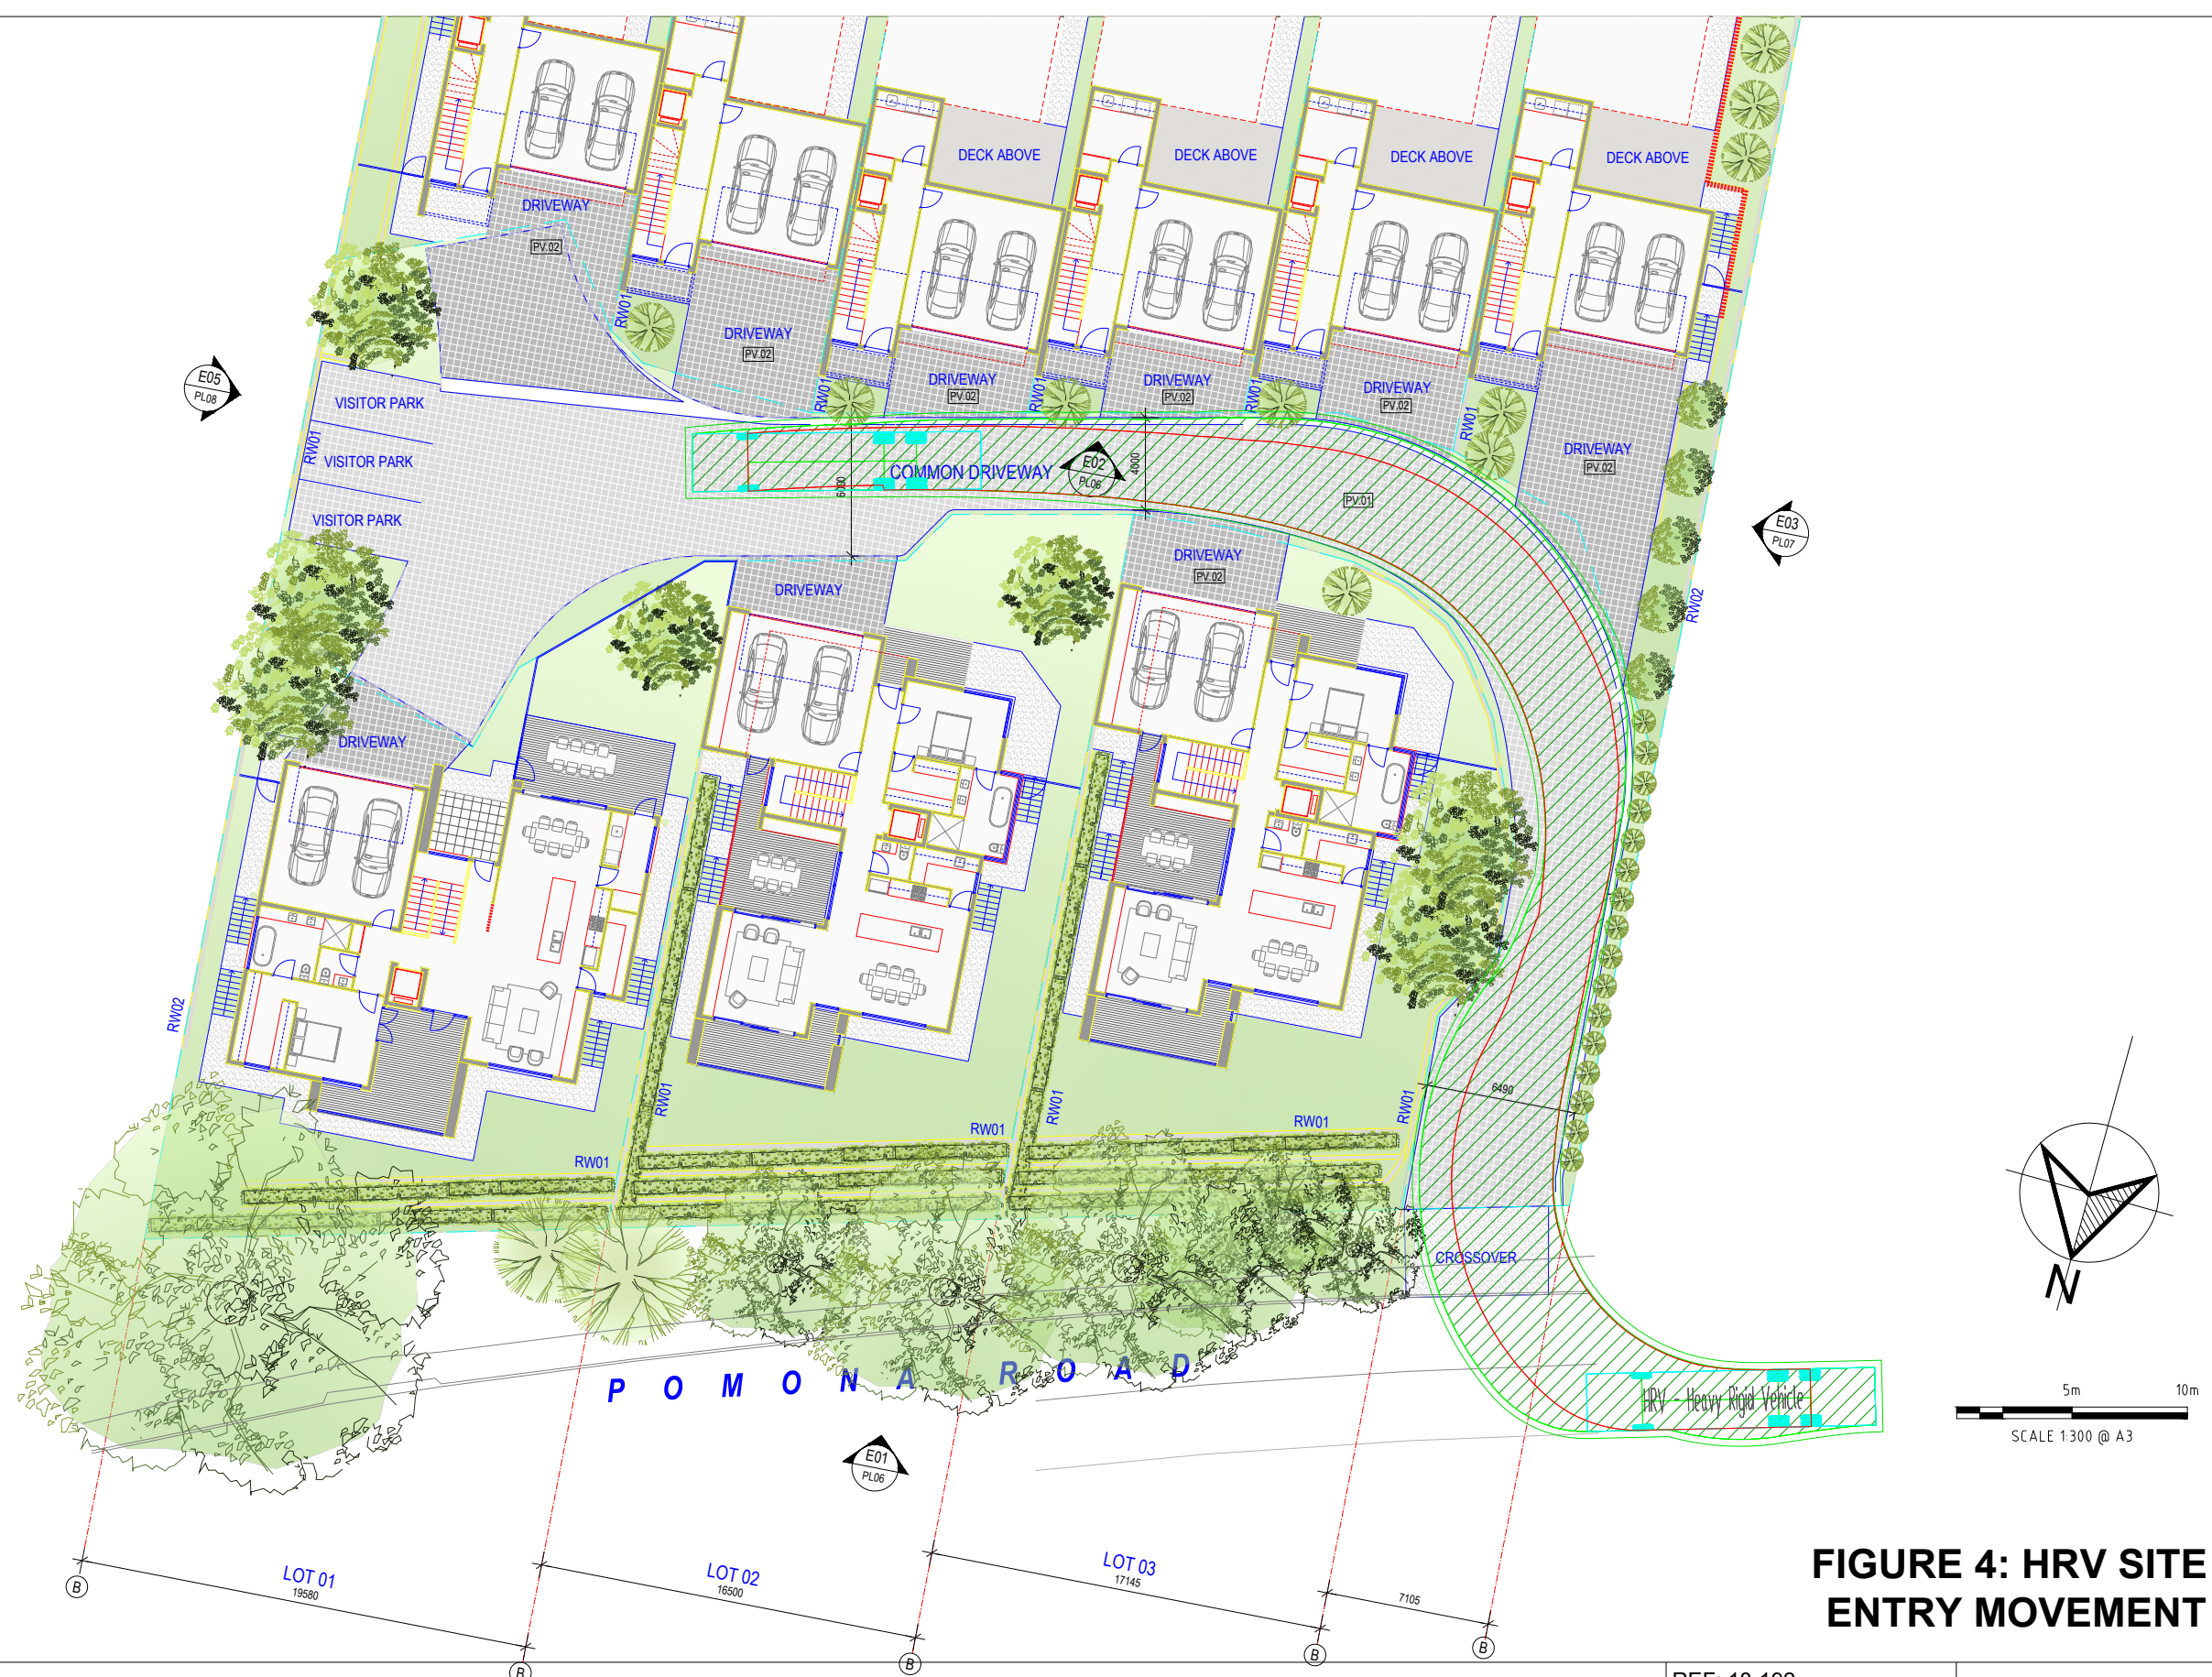 DECK ABOVE
DECK ABOVE
DECK ABOVE
DECK ABOVE
DRIVEWAY
PV.02
RW01
DRIVEWAY
PV.02
E05
PL08
VISITOR PARK
RW01
DRIVEWAY
PV.02
RW01
DRIVEWAY
PV.02
RW01
DRIVEWAY
PV.02
RW01
DRIVEWAY
PV.02
RW01
VISITOR PARK
VISITOR PARK
6000
COMMON DRIVEWAY
E02
PL06
4000
PV.01
E03
PL07
DRIVEWAY
DRIVEWAY
PV.02
RW02
DRIVEWAY
RW02
RW01
RW01
RW01
6490
RW01
RW01
RW01
CROSSOVER
N
POMONA ROAD
HRV - Heavy Rigid Vehicle
5m
10m
SCALE 1:300 @ A3
E01
PL06
LOT 01
19580
LOT 02
16500
LOT 03
17145
7105
B
B
B
B
B
FIGURE 4: HRV SITE
ENTRY MOVEMENT